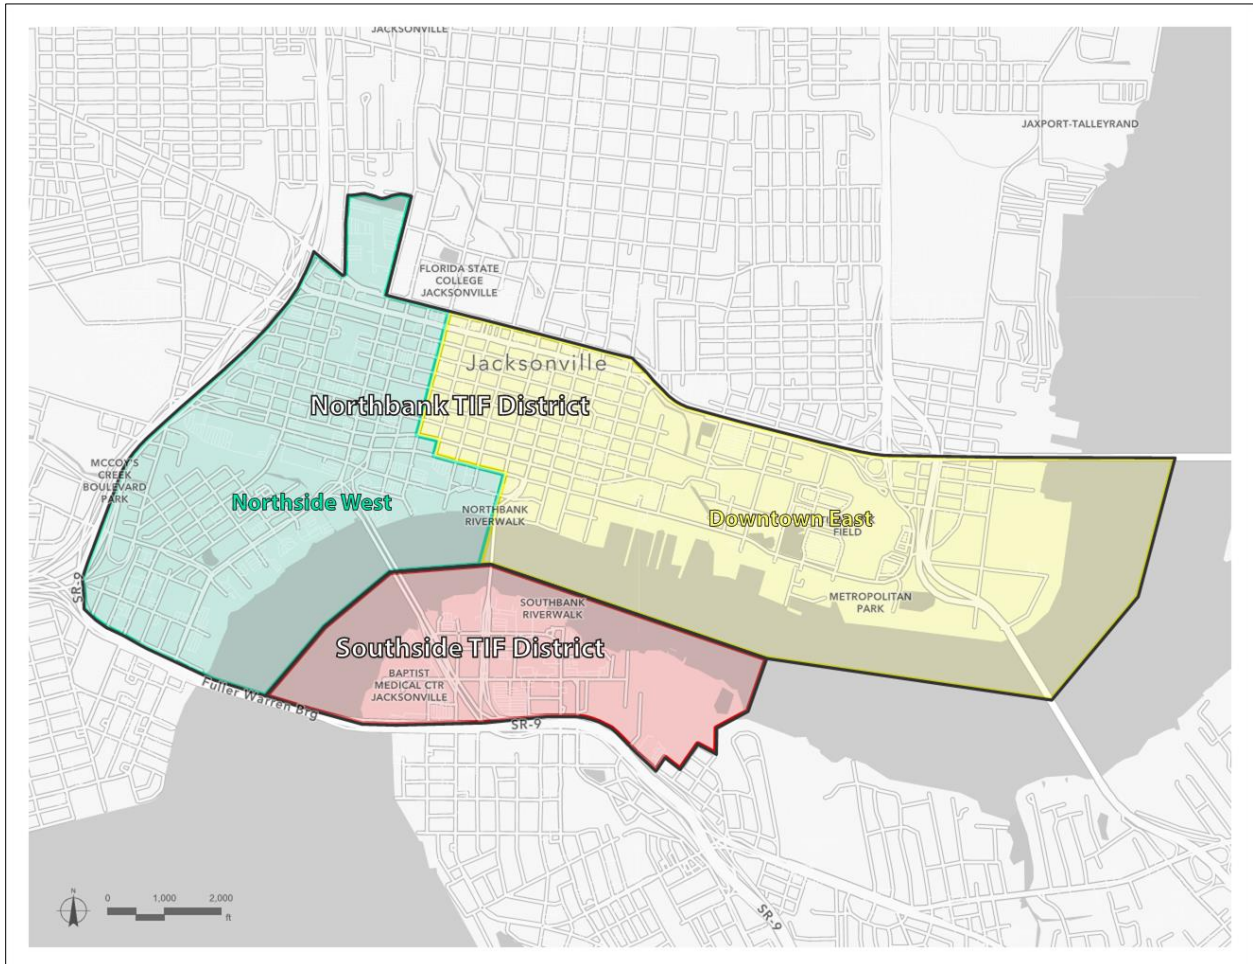 JACKSONVILLE
JAXPORT-TALLEYRAND
FLORIDA STATE
COLLEGE
JACKSONVILLE
Jacksonville
Northbank TIF District
MCCOY'S
CREEK
BOULEVARD
PARK
Northside West
NORTHBANK
RIVERWALK
Downtown East
FIELD
SR-9
METROPOLITAN
PARK
SOUTHBANK
RIVERWALK
Southside TIF District
BAPTIST
MEDICAL CTR
JACKSONVILLE
Fuller Warren Brg
SR-9
N
0 1,000 2,000
ft
SR-9